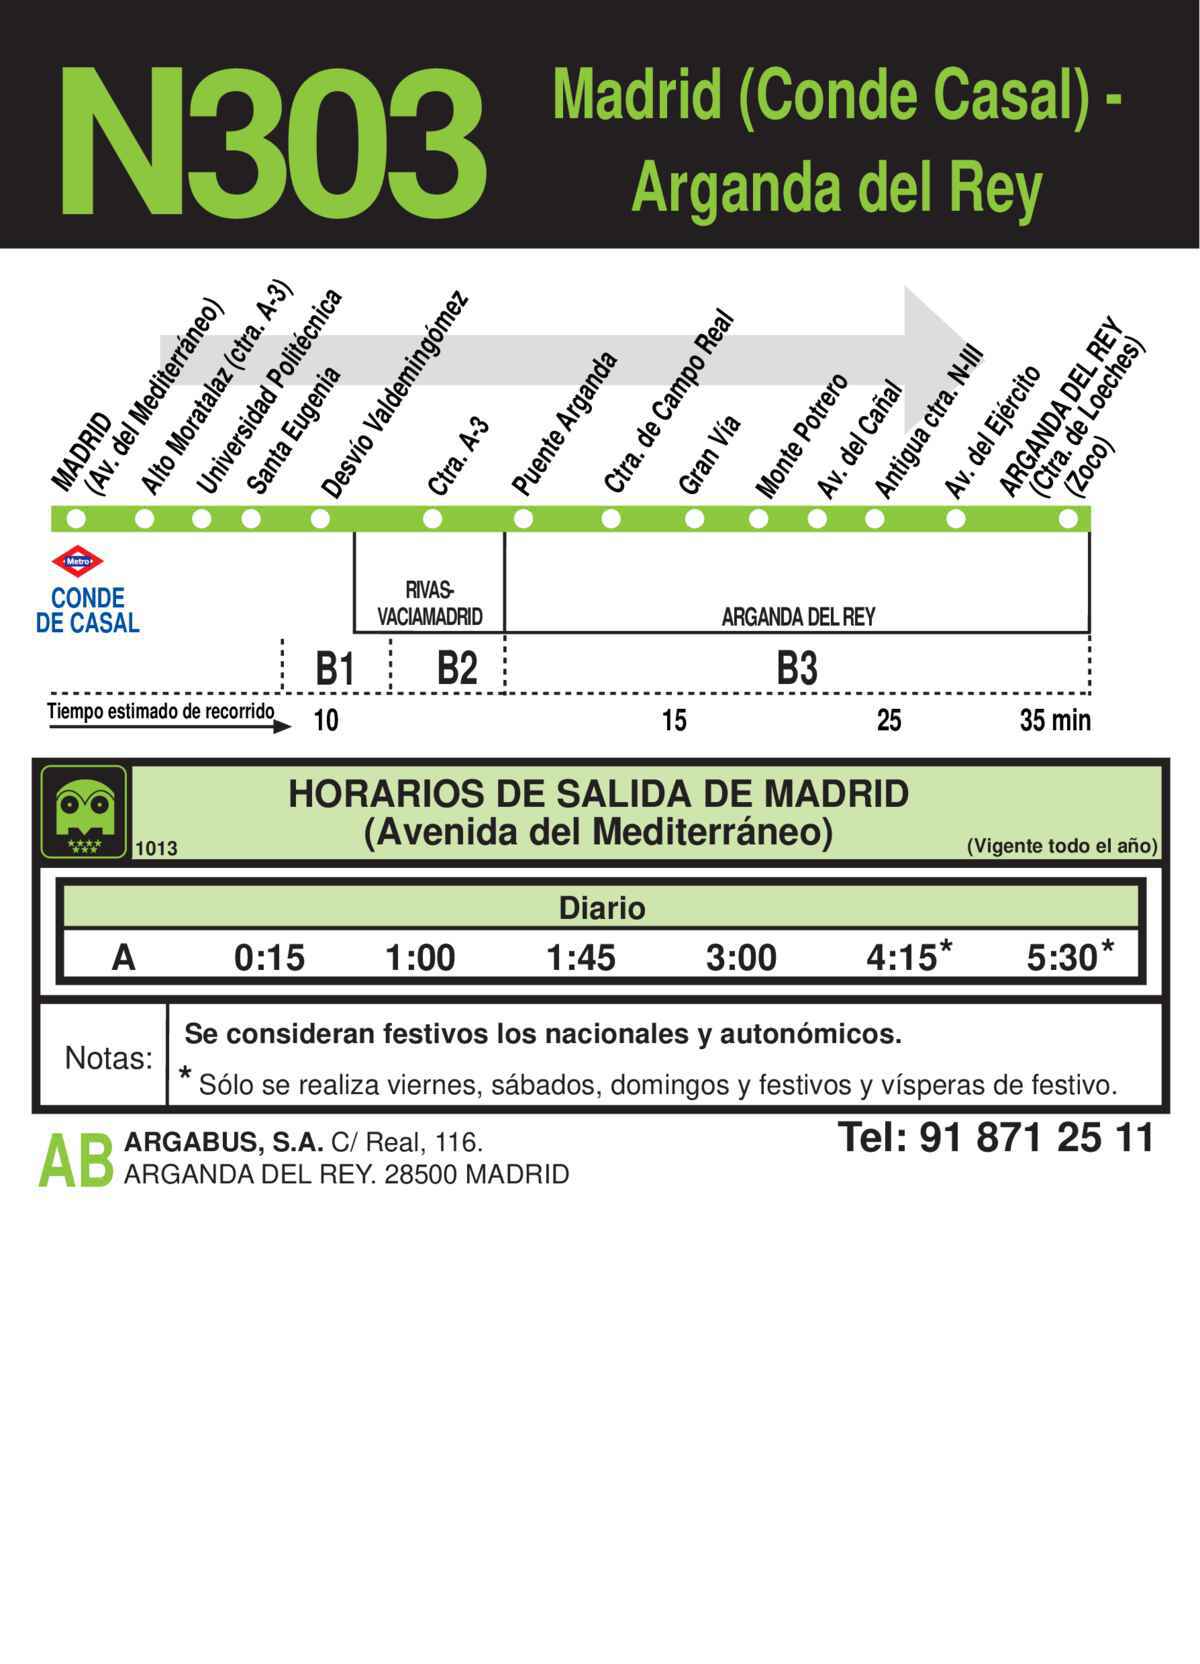 N303
Madrid (Conde Casal) -
Arganda del Rey
MADRID
(Av. del Mediterráneo)
Alto Moratalaz (ctra. A-3)
Universidad Politécnica
Santa Eugenia
Desvío Valdemingómez
Ctra. A-3
Puente Arganda
Ctra. de Campo Real
Gran Vía
Monte Potrero
Av. del Cañal
Antigua ctra. N-III
Av. del Ejército
ARGANDA DEL REY
(Ctra. de Loeches)
(Zoco)
Metro
CONDE
DE CASAL
RIVAS-
VACIAMADRID
ARGANDA DEL REY
B1 B2 B3
Tiempo estimado de recorrido 10 15 25 35 min
HORARIOS DE SALIDA DE MADRID
(Avenida del Mediterráneo)
1013
(Vigente todo el año)
Diario
A 0:15 1:00 1:45 3:00 4:15* 5:30*
Notas:
Se consideran festivos los nacionales y autonómicos.
* Sólo se realiza viernes, sábados, domingos y festivos y vísperas de festivo.
AB
ARGABUS, S.A. C/ Real, 116.
ARGANDA DEL REY. 28500 MADRID
Tel: 91 871 25 11